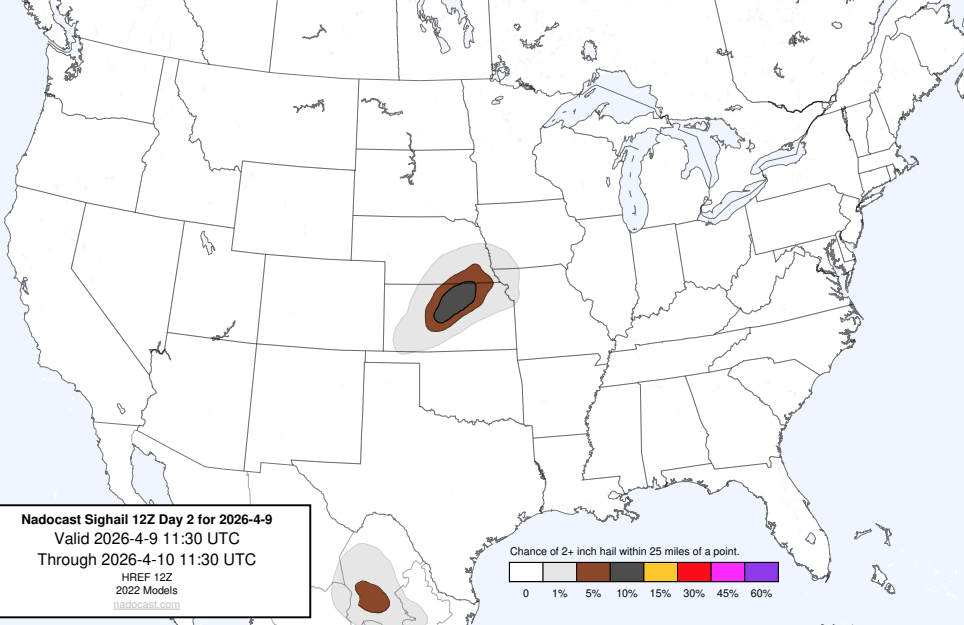 Nadocast Sighail 12Z Day 2 for 2026-4-9
Valid 2026-4-9 11:30 UTC
Through 2026-4-10 11:30 UTC
HREF 12Z
2022 Models
nadocast.com
Chance of 2+ inch hail within 25 miles of a point.
0 1% 5% 10% 15% 30% 45% 60%